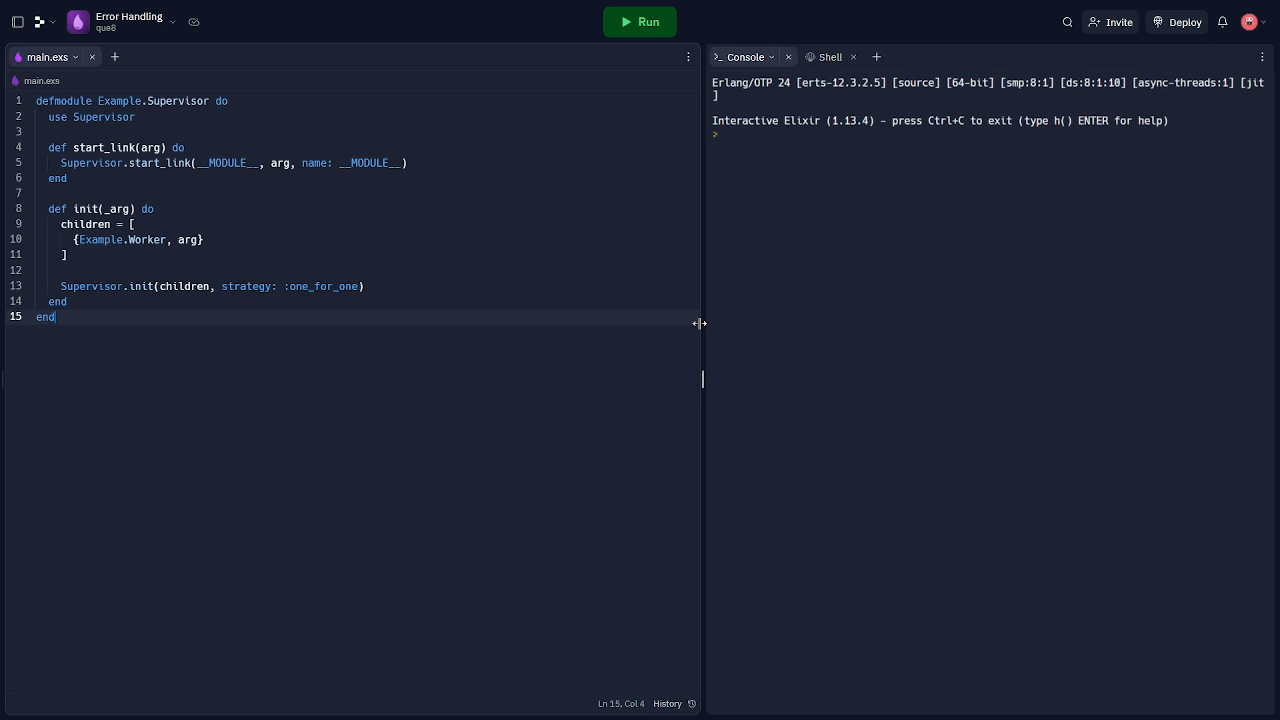 Error Handling
que8
Run
Invite
Deploy
main.exs
Console
Shell
main.exs
1 defmodule Example.Supervisor do
2 use Supervisor
3
4 def start_link(arg) do
5 Supervisor.start_link(__MODULE__, arg, name: __MODULE__)
6 end
7
8 def init(_arg) do
9 children = [
10 {Example.Worker, arg}
11 ]
12
13 Supervisor.init(children, strategy: :one_for_one)
14 end
15 end
Erlang/OTP 24 [erts-12.3.2.5] [source] [64-bit] [smp:8:1] [ds:8:1:10] [async-threads:1] [jit
]
Interactive Elixir (1.13.4) - press Ctrl+C to exit (type h() ENTER for help)
>
Ln 15, Col 4 History